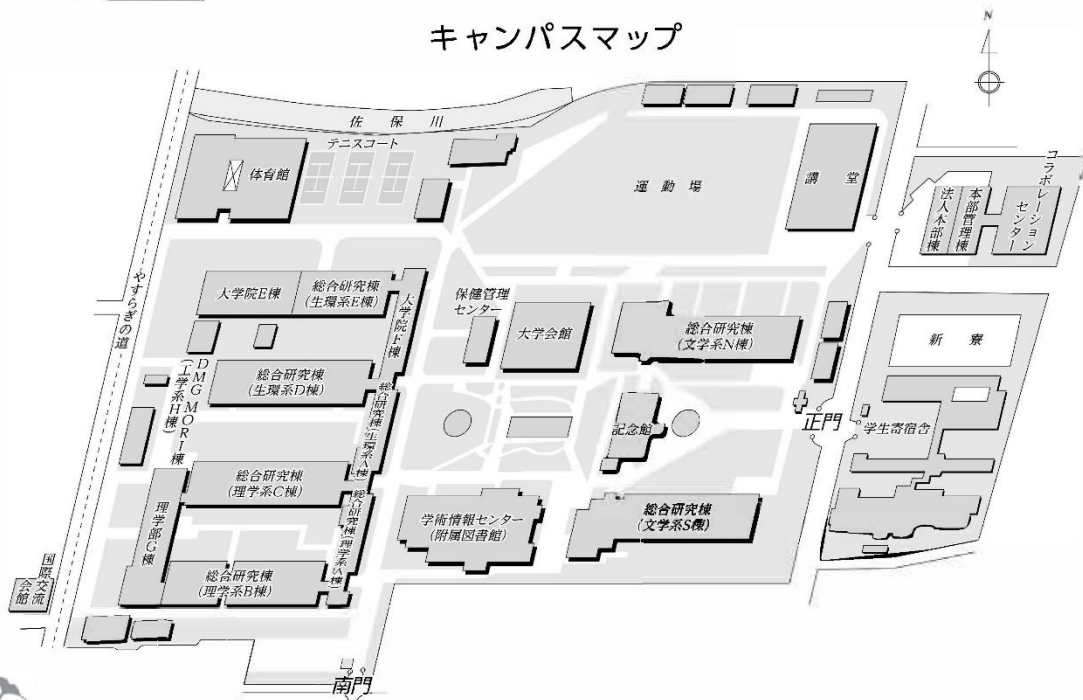 キャンパスマップ
N
佐保川
テニスコート
体育館
運動場
講堂
法人本部棟
本部管理棟
コラボレーションセンター
やすらぎの道
大学院E棟
総合研究棟
(生環系E棟)
大学院F棟
保健管理
センター
大学会館
総合研究棟
(文学系N棟)
新寮
DMG MORI棟
(工学系H棟)
総合研究棟
(生環系D棟)
総合研究棟(生環系A棟)
記念館
正門
学生寄宿舎
総合研究棟
(理学系C棟)
理学部G棟
総合研究棟(理学系A棟)
学術情報センター
(附属図書館)
総合研究棟
(文学系S棟)
国際交流
会館
総合研究棟
(理学系B棟)
南門